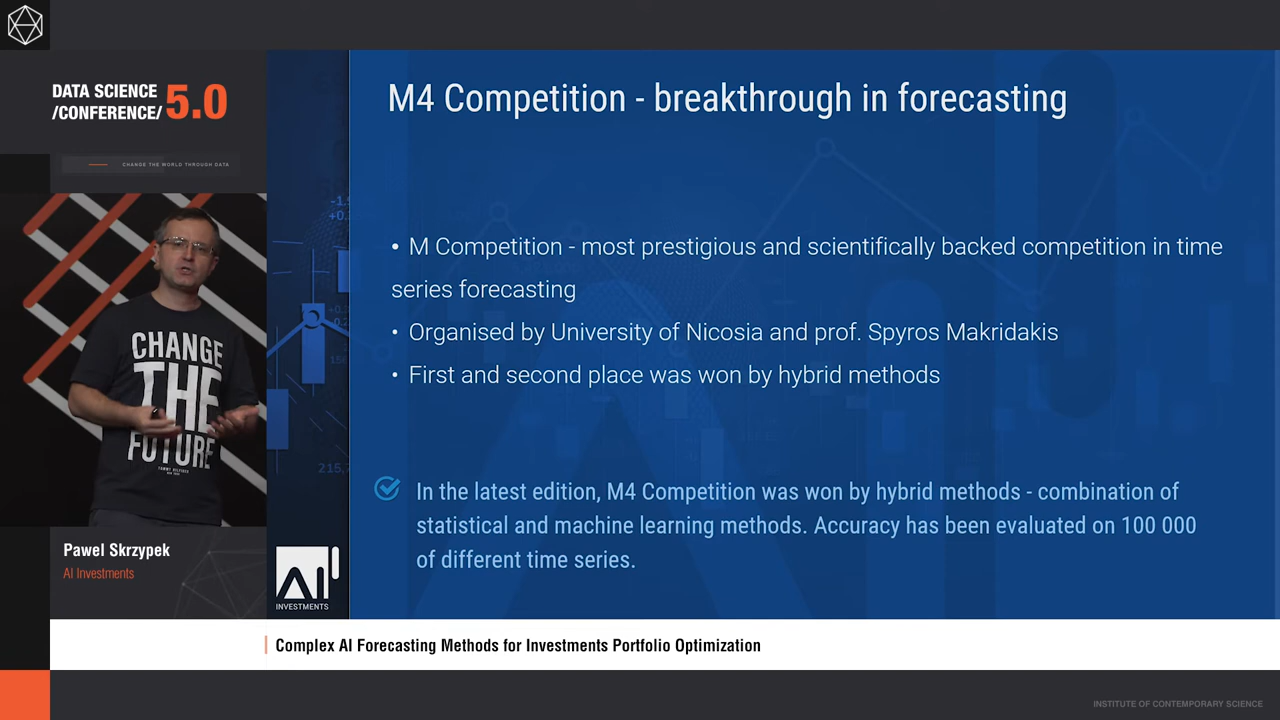 DATA SCIENCE
/CONFERENCE/ 5.0
CHANGE THE WORLD THROUGH DATA
M4 Competition - breakthrough in forecasting
• M Competition - most prestigious and scientifically backed competition in time
series forecasting
• Organised by University of Nicosia and prof. Spyros Makridakis
• First and second place was won by hybrid methods
In the latest edition, M4 Competition was won by hybrid methods - combination of
statistical and machine learning methods. Accuracy has been evaluated on 100 000
of different time series.
CHANGE
THE
FUTURE
TOMMY HILFIGER
NEW YORK
Pawel Skrzypek
AI Investments
AI
INVESTMENTS
Complex AI Forecasting Methods for Investments Portfolio Optimization
INSTITUTE OF CONTEMPORARY SCIENCE